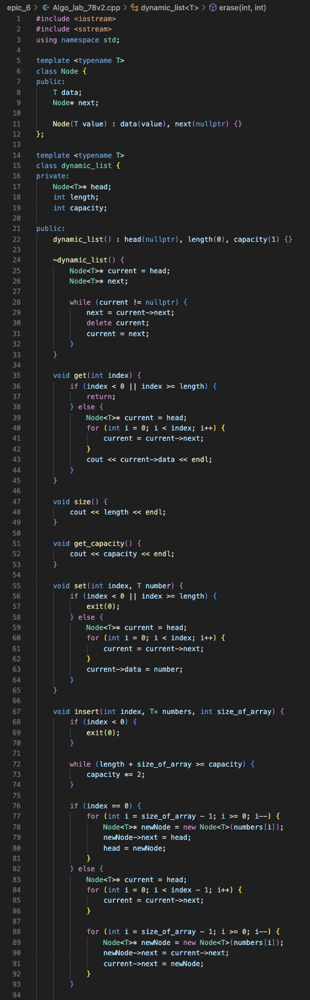 epic_6 > Algo_lab_78v2.cpp > dynamic_list<T> > erase(int, int)
1 #include <iostream>
2 #include <sstream>
3 using namespace std;
4
5 template <typename T>
6 class Node {
7 public:
8     T data;
9     Node* next;
10
11     Node(T value) : data(value), next(nullptr) {}
12 };
13
14 template <typename T>
15 class dynamic_list {
16 private:
17     Node<T>* head;
18     int length;
19     int capacity;
20
21 public:
22     dynamic_list() : head(nullptr), length(0), capacity(1) {}
23
24     ~dynamic_list() {
25         Node<T>* current = head;
26         Node<T>* next;
27
28         while (current != nullptr) {
29             next = current->next;
30             delete current;
31             current = next;
32         }
33     }
34
35     void get(int index) {
36         if (index < 0 || index >= length) {
37             return;
38         } else {
39             Node<T>* current = head;
40             for (int i = 0; i < index; i++) {
41                 current = current->next;
42             }
43             cout << current->data << endl;
44         }
45     }
46
47     void size() {
48         cout << length << endl;
49     }
50
51     void get_capacity() {
52         cout << capacity << endl;
53     }
54
55     void set(int index, T number) {
56         if (index < 0 || index >= length) {
57             exit(0);
58         } else {
59             Node<T>* current = head;
60             for (int i = 0; i < index; i++) {
61                 current = current->next;
62             }
63             current->data = number;
64         }
65     }
66
67     void insert(int index, T* numbers, int size_of_array) {
68         if (index < 0) {
69             exit(0);
70         }
71
72         while (length + size_of_array >= capacity) {
73             capacity *= 2;
74         }
75
76         if (index == 0) {
77             for (int i = size_of_array - 1; i >= 0; i--) {
78                 Node<T>* newNode = new Node<T>(numbers[i]);
79                 newNode->next = head;
80                 head = newNode;
81             }
82         } else {
83             Node<T>* current = head;
84             for (int i = 0; i < index - 1; i++) {
85                 current = current->next;
86             }
87
88             for (int i = size_of_array - 1; i >= 0; i--) {
89                 Node<T>* newNode = new Node<T>(numbers[i]);
90                 newNode->next = current->next;
91                 current->next = newNode;
92             }
93         }
94